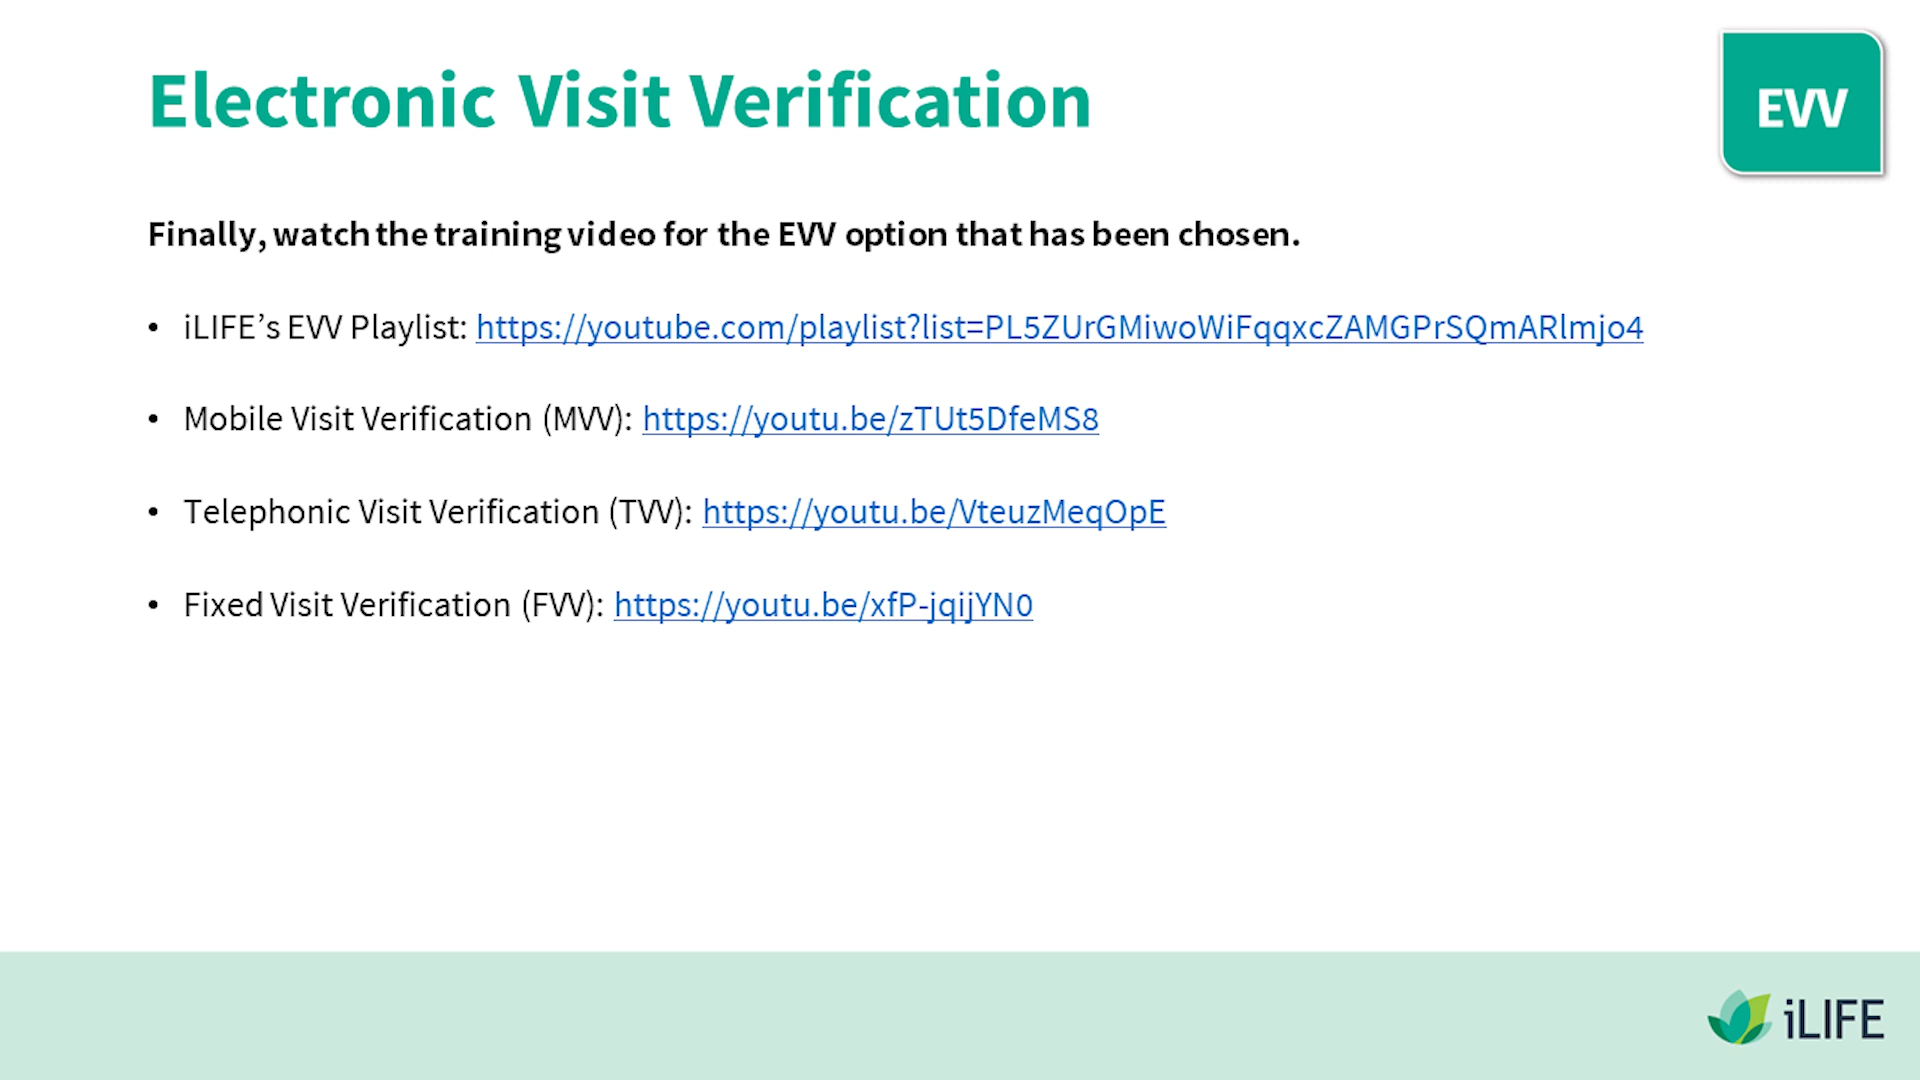 Electronic Visit Verification
EVV
Finally, watch the training video for the EVV option that has been chosen.
• iLIFE’s EVV Playlist: https://youtube.com/playlist?list=PL5ZUrGMiwoWiFqqxcZAMGPrSQmARlmjo4
• Mobile Visit Verification (MVV): https://youtu.be/zTUt5DfeMS8
• Telephonic Visit Verification (TVV): https://youtu.be/VteuzMeqOpE
• Fixed Visit Verification (FVV): https://youtu.be/xfP-jqijYN0
iLIFE